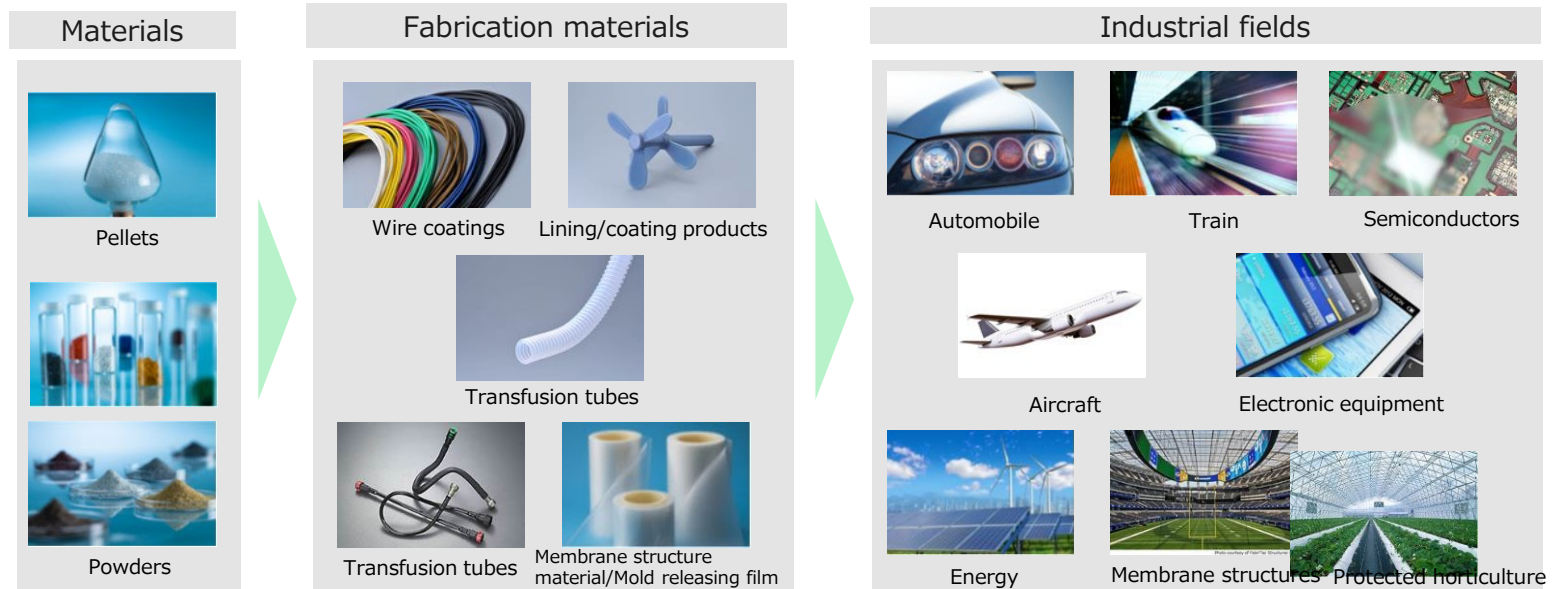 Materials
Fabrication materials
Industrial fields
Pellets
Powders
Wire coatings
Lining/coating products
Transfusion tubes
Transfusion tubes
Membrane structure
material/Mold releasing film
Automobile
Train
Semiconductors
Aircraft
Electronic equipment
Energy
Membrane structures
Protected horticulture